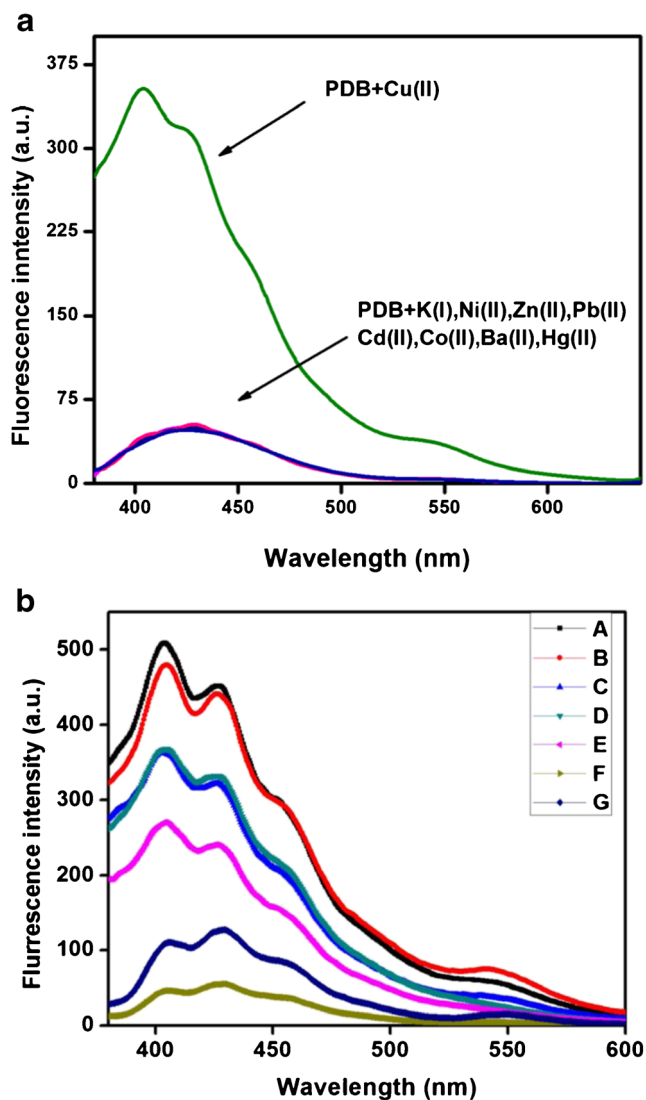 a
Fluorescence inntensity (a.u.)
375
300
225
150
75
0
PDB+Cu(II)
PDB+K(I),Ni(II),Zn(II),Pb(II)
Cd(II),Co(II),Ba(II),Hg(II)
400 450 500 550 600
Wavelength (nm)
b
Flurrescence intensity (a.u.)
500
400
300
200
100
0
A
B
C
D
E
F
G
400 450 500 550 600
Wavelength (nm)